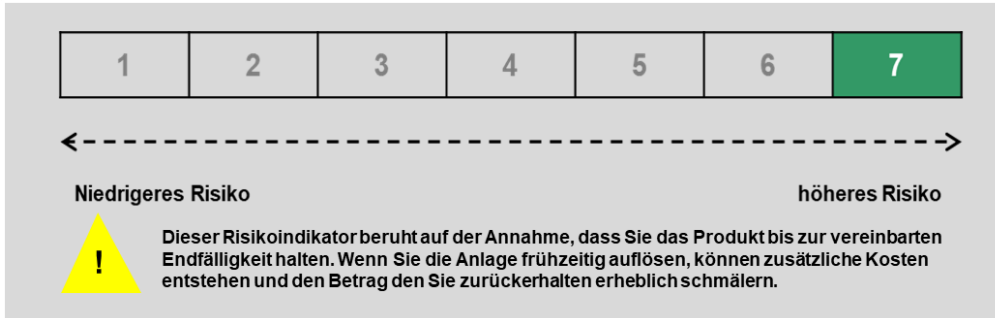 1 2 3 4 5 6 7
Niedrigeres Risiko höheres Risiko
!
Dieser Risikoindikator beruht auf der Annahme, dass Sie das Produkt bis zur vereinbarten
Endfälligkeit halten. Wenn Sie die Anlage frühzeitig auflösen, können zusätzliche Kosten
entstehen und den Betrag den Sie zurückerhalten erheblich schmälern.